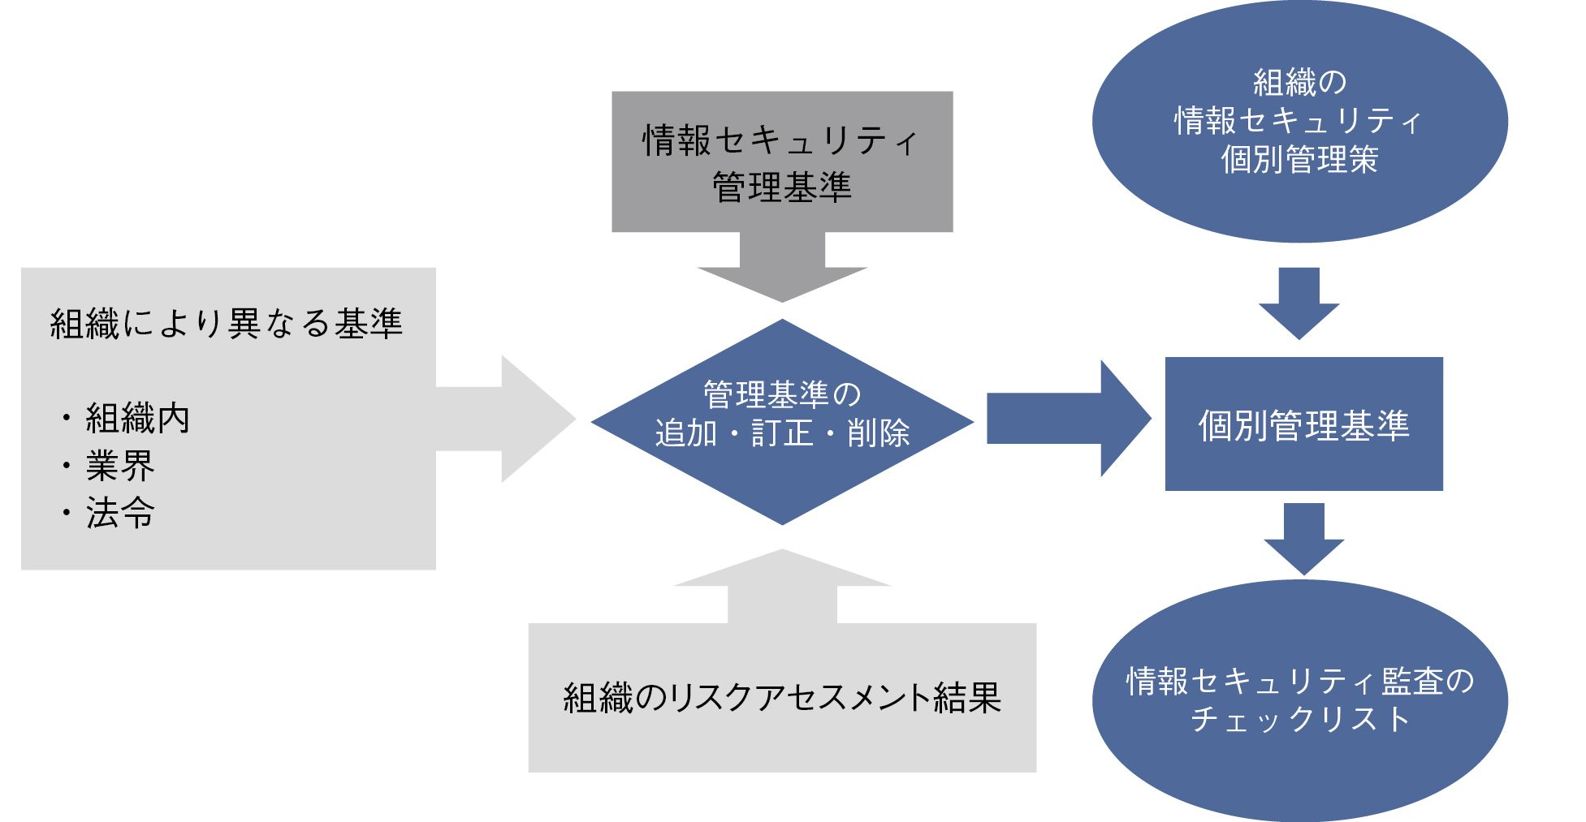 情報セキュリティ
管理基準
組織の
情報セキュリティ
個別管理策
組織により異なる基準
・組織内
・業界
・法令
管理基準の
追加・訂正・削除
個別管理基準
組織のリスクアセスメント結果
情報セキュリティ監査の
チェックリスト